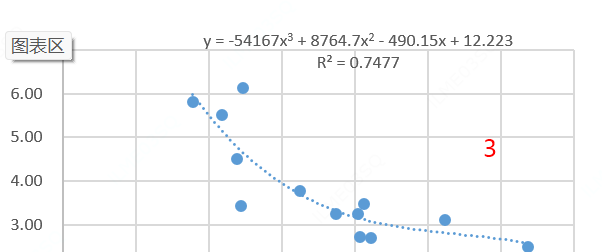 y = -54167x³ + 8764.7x² - 490.15x + 12.223
图表区
R² = 0.7477
6.00
5.00
3
4.00
3.00